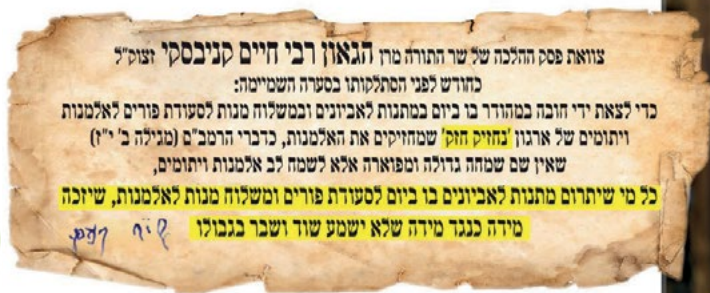 צוואת פסק ההלכה של שר התורה מרן הגאון רבי חיים קניבסקי זצוק"ל
כחודש לפני הסתלקותו בסערה השמיימה:
כדי לצאת ידי חובה במהודר בו ביום במתנות לאביונים ובמשלוח מנות לסעודת פורים לאלמנות
ויתומים של ארגון 'נחזיק חזק' שמחזיקים את האלמנות, כדברי הרמב"ם (מגילה ב' י"ז)
שאין שם שמחה גדולה ומפוארה אלא לשמח לב אלמנות ויתומים,
כל מי שיתרום מתנות לאביונים בו ביום לסעודת פורים ומשלוח מנות לאלמנות, שיזכה
מידה כנגד מידה שלא ישמע שוד ושבר בגבולו